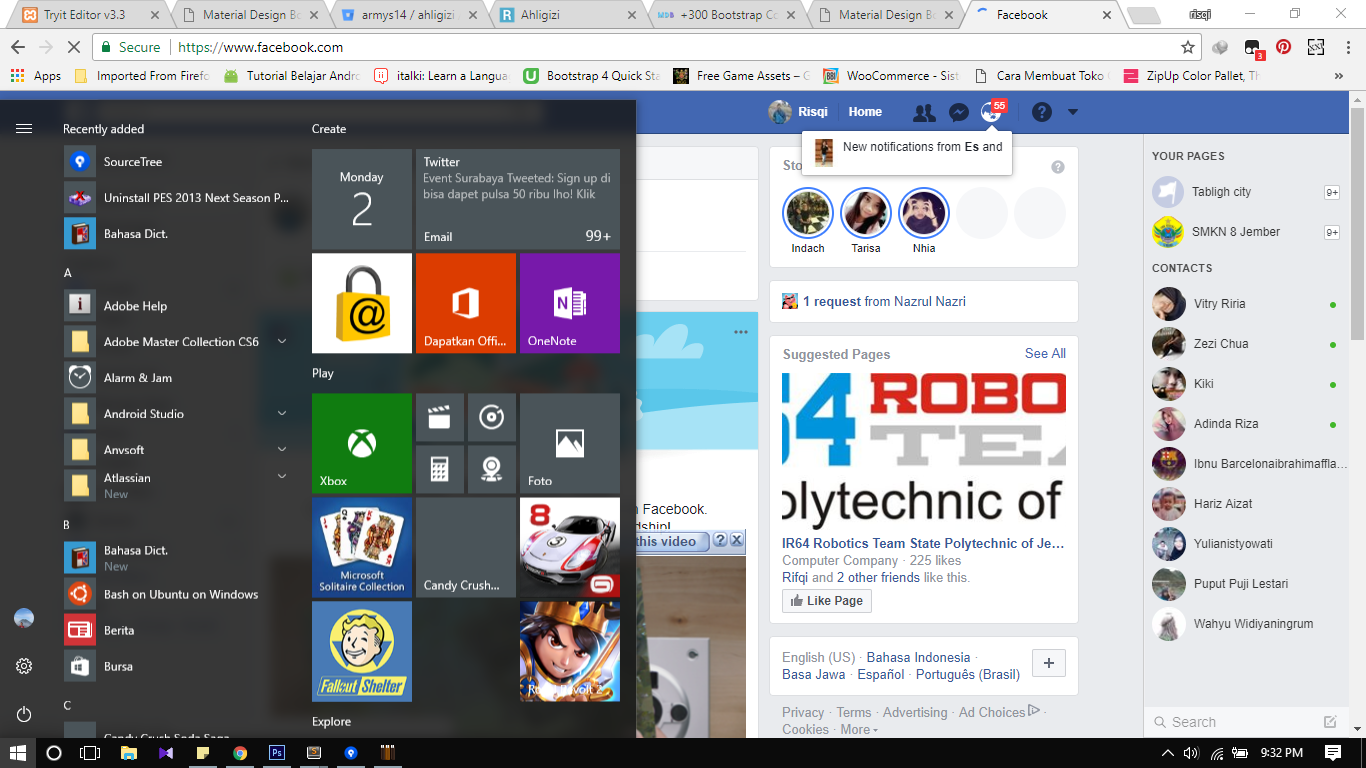 Tryit Editor v3.3
Material Design Bo
armys14 / ahligizi
Ahligizi
+300 Bootstrap Co
Material Design Bo
Facebook
risqi
Secure
https://www.facebook.com
3
Apps
Imported From Firefo
Tutorial Belajar Andro
italki: Learn a Langua
Bootstrap 4 Quick Sta
Free Game Assets – G
WooCommerce - Sist
Cara Membuat Toko
ZipUp Color Pallet, Th
Risqi
Home
55
New notifications from Es and
Recently added
SourceTree
Uninstall PES 2013 Next Season P...
Bahasa Dict.
A
Adobe Help
Adobe Master Collection CS6
Alarm & Jam
Android Studio
Anvsoft
Atlassian
New
B
Bahasa Dict.
New
Bash on Ubuntu on Windows
Berita
Bursa
C
Candy Crush Soda Saga
Create
Monday
2
Twitter
Event Surabaya Tweeted: Sign up di
bisa dapet pulsa 50 ribu lho! Klik
Email
99+
Dapatkan Offi...
OneNote
Play
Xbox
Foto
Microsoft
Solitaire Collection
Candy Crush...
8
3
Fallout Shelter
Explore
n Facebook.
dship!
this video
Sto
Indach
Tarisa
Nhia
1 request from Nazrul Nazri
Suggested Pages
See All
64 ROBO
TE
olytechnic of
IR64 Robotics Team State Polytechnic of Je...
Computer Company · 225 likes
Rifqi and 2 other friends like this.
Like Page
English (US) · Bahasa Indonesia ·
Basa Jawa · Español · Português (Brasil)
Privacy · Terms · Advertising · Ad Choices ·
Cookies · More
YOUR PAGES
Tabligh city
9+
SMKN 8 Jember
9+
CONTACTS
Vitry Riria
Zezi Chua
Kiki
Adinda Riza
Ibnu Barcelonaibrahimaffla...
Hariz Aizat
Yulianistyowati
Puput Puji Lestari
Wahyu Widiyaningrum
Search
9:32 PM